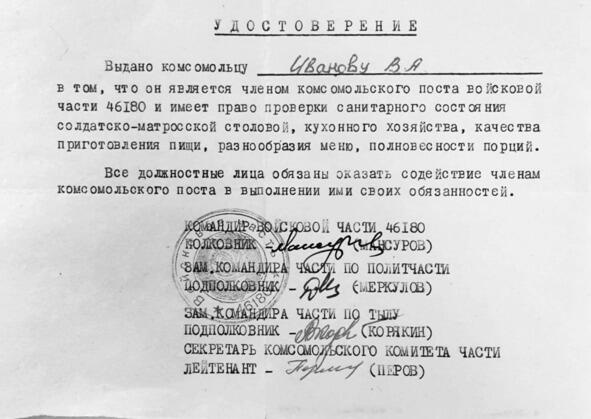 УДОСТОВЕРЕНИЕ
Выдано комсомольцу Иванову В.А
в том, что он является членом комсомольского поста войсковой
части 46180 и имеет право проверки санитарного состояния
солдатско-матросской столовой, кухонного хозяйства, качества
приготовления пищи, разнообразия меню, полновесности порций.
Все должностные лица обязаны оказать содействие членам
комсомольского поста в выполнении ими своих обязанностей.
КОМАНДИР ВОЙСКОВОЙ ЧАСТИ 46180
ПОЛКОВНИК - (МАНСУРОВ)
ЗАМ.КОМАНДИРА ЧАСТИ ПО ПОЛИТЧАСТИ
ПОДПОЛКОВНИК - (МЕРКУЛОВ)
ЗАМ.КОМАНДИРА ЧАСТИ ПО ТЫЛУ
ПОДПОЛКОВНИК - (КОРЯКИН)
СЕКРЕТАРЬ КОМСОМОЛЬСКОГО КОМИТЕТА ЧАСТИ
ЛЕЙТЕНАНТ - (ПЕРОВ)